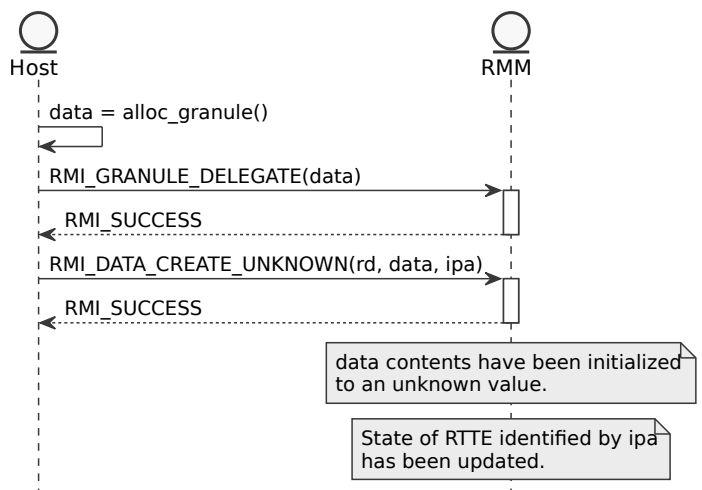 Host
RMM
data = alloc_granule()
RMI_GRANULE_DELEGATE(data)
RMI_SUCCESS
RMI_DATA_CREATE_UNKNOWN(rd, data, ipa)
RMI_SUCCESS
data contents have been initialized
to an unknown value.
State of RTTE identified by ipa
has been updated.